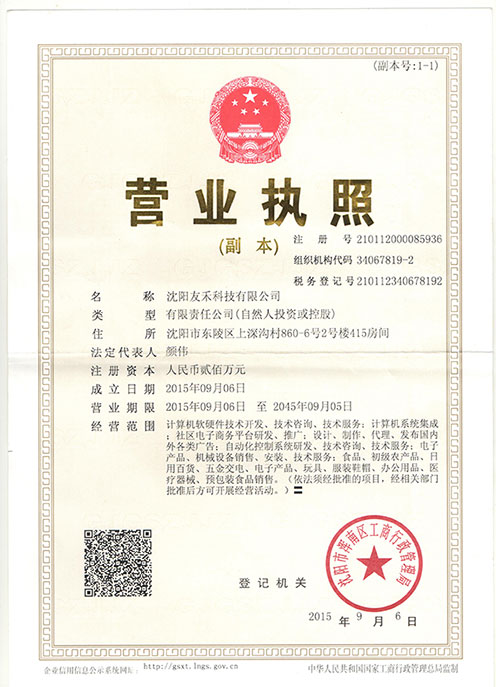 (副本号:1-1)
营业执照
(副 本)
注 册 号 210112000085936
组织机构代码 34067819-2
税务登记号 210112340678192
名 称 沈阳友禾科技有限公司
类 型 有限责任公司(自然人投资或控股)
住 所 沈阳市东陵区上深沟村860-6号2号楼415房间
法定代表人 颜伟
注册资本 人民币贰佰万元
成立日期 2015年09月06日
营业期限 2015年09月06日 至 2045年09月05日
经营范围 计算机软硬件技术开发、技术咨询、技术服务；计算机系统集成
；社区电子商务平台研发、推广；设计、制作、代理、发布国内
外各类广告；自动化控制系统研发、技术咨询、技术服务；电子
产品、机械设备销售、安装、技术服务；食品、初级农产品、日
用百货、五金交电、电子产品、玩具、服装鞋帽、办公用品、医
疗器械、预包装食品销售。（依法须经批准的项目，经相关部门
批准后方可开展经营活动。）
沈阳市浑南区工商行政管理局
登记机关
2015 年 9 月 6 日
企业信用信息公示系统网址： http://gsxt.lngs.gov.cn
中华人民共和国国家工商行政管理总局监制